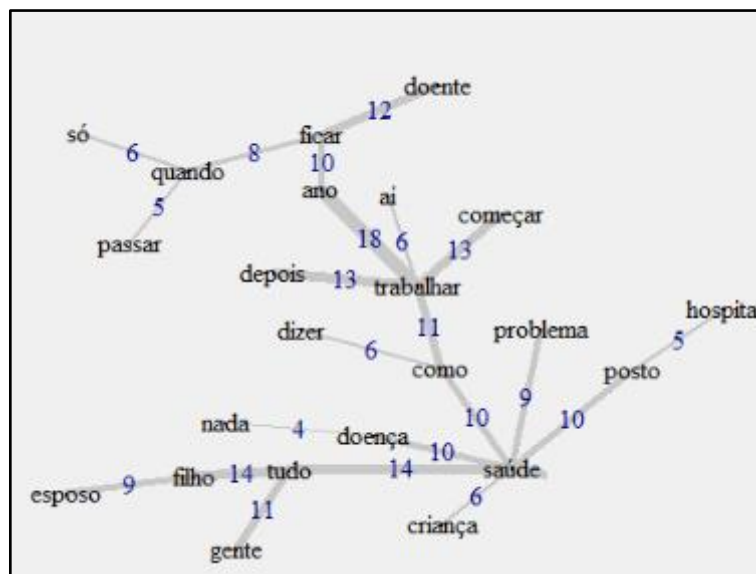 doente
12
só
ficar
6
8
quando
10
ano
ai
5
começar
passar
18
6
13
depois
13
trabalhar
hospita
11
problema
dizer
5
6
posto
como
9
10
10
nada
4
doença
10
14
saúde
filho
14
tudo
esposo
9
6
11
criança
gente